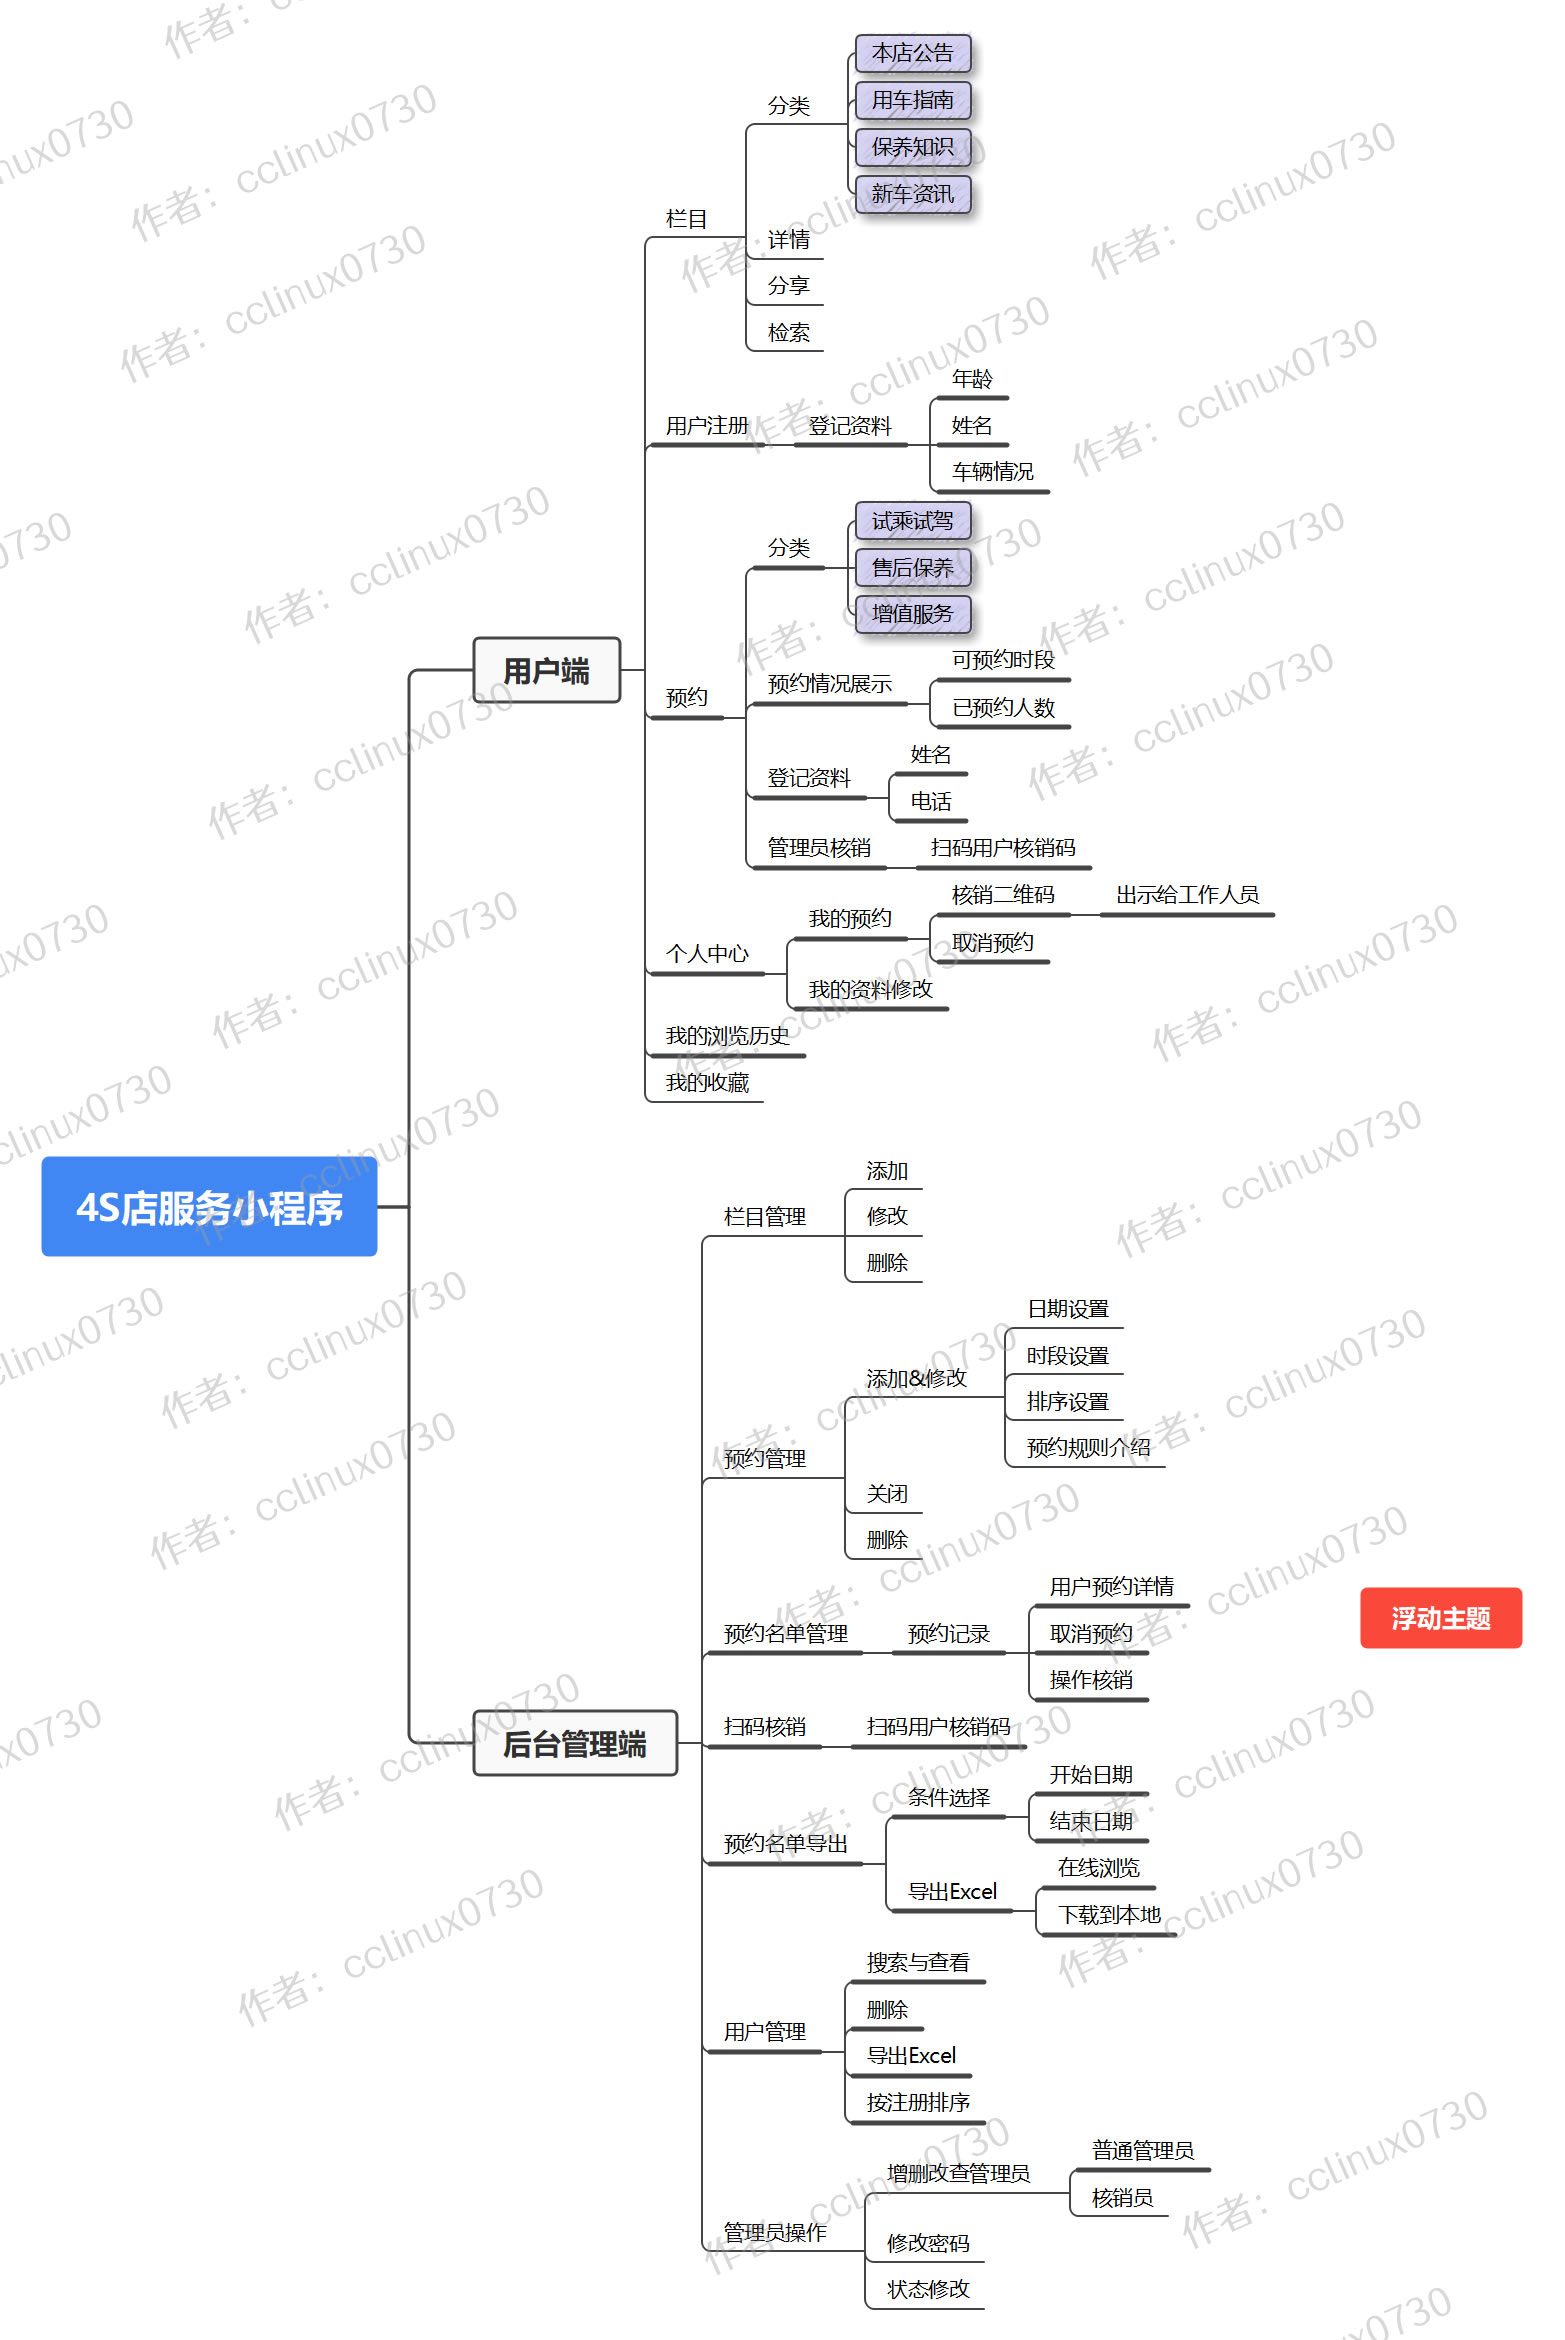 4S店服务小程序
用户端
栏目
分类
本店公告
用车指南
保养知识
新车资讯
详情
分享
检索
用户注册
登记资料
年龄
姓名
车辆情况
预约
分类
试乘试驾
售后保养
增值服务
预约情况展示
可预约时段
已预约人数
登记资料
姓名
电话
管理员核销
扫码用户核销码
个人中心
我的预约
核销二维码
出示给工作人员
取消预约
我的资料修改
我的浏览历史
我的收藏
后台管理端
栏目管理
添加
修改
删除
预约管理
添加&修改
日期设置
时段设置
排序设置
预约规则介绍
关闭
删除
预约名单管理
预约记录
用户预约详情
取消预约
操作核销
扫码核销
扫码用户核销码
预约名单导出
条件选择
开始日期
结束日期
导出Excel
在线浏览
下载到本地
用户管理
搜索与查看
删除
导出Excel
按注册排序
管理员操作
增删改查管理员
普通管理员
核销员
修改密码
状态修改
浮动主题
作者：cclinux0730